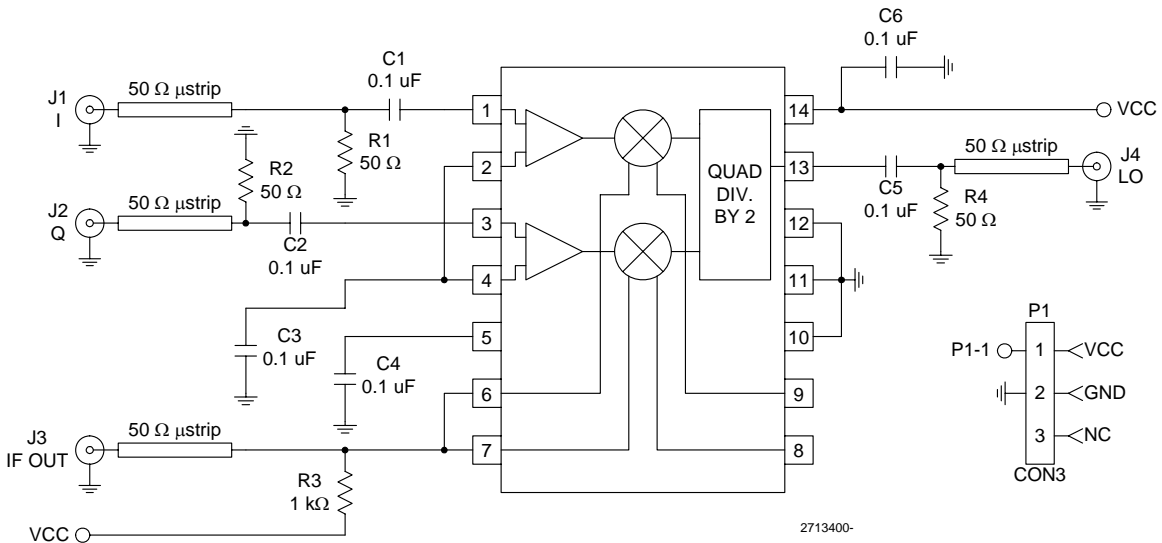 C6
0.1 uF
C1
0.1 uF
J1
I
50 Ω µstrip
R1
50 Ω
1
14
VCC
R2
50 Ω
2
QUAD
DIV.
BY 2
13
C5
0.1 uF
50 Ω µstrip
J4
LO
R4
50 Ω
J2
Q
50 Ω µstrip
C2
0.1 uF
3
12
4
11
C3
0.1 uF
5
10
C4
0.1 uF
6
9
J3
IF OUT
50 Ω µstrip
7
8
R3
1 kΩ
VCC
P1
P1-1
1
VCC
2
GND
3
NC
CON3
2713400-